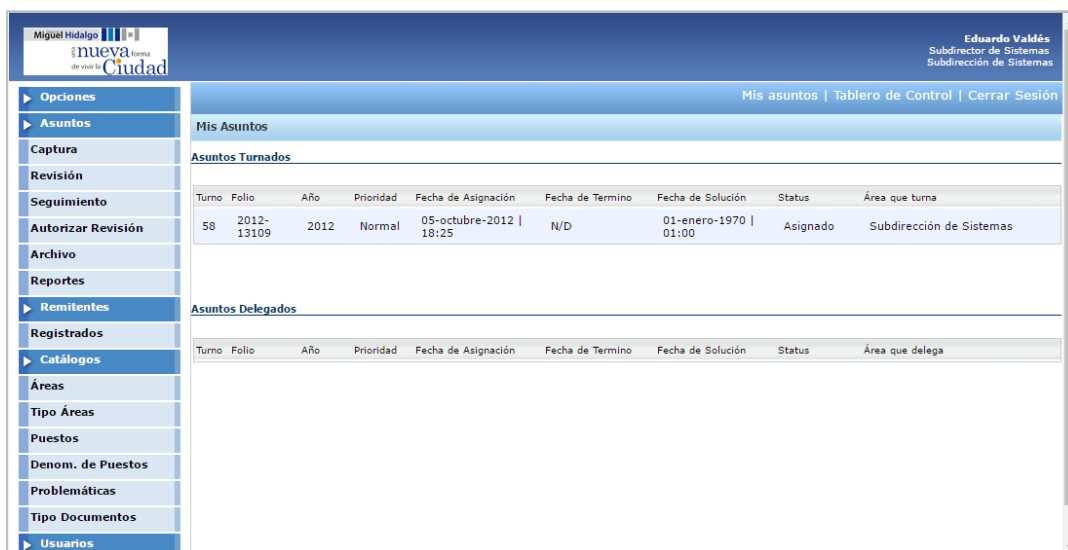 Miguel Hidalgo
una nueva forma
de vivir la Ciudad
Eduardo Valdés
Subdirector de Sistemas
Subdirección de Sistemas
Mis asuntos | Tablero de Control | Cerrar Sesión
Opciones
Asuntos
Captura
Revisión
Seguimiento
Autorizar Revisión
Archivo
Reportes
Remitentes
Registrados
Catálogos
Áreas
Tipo Áreas
Puestos
Denom. de Puestos
Problemáticas
Tipo Documentos
Usuarios
Mis Asuntos
Asuntos Turnados
Turno Folio Año Prioridad Fecha de Asignación Fecha de Termino Fecha de Solución Status Área que turna
58 2012-13109 2012 Normal 05-octubre-2012 | 18:25 N/D 01-enero-1970 | 01:00 Asignado Subdirección de Sistemas
Asuntos Delegados
Turno Folio Año Prioridad Fecha de Asignación Fecha de Termino Fecha de Solución Status Área que delega